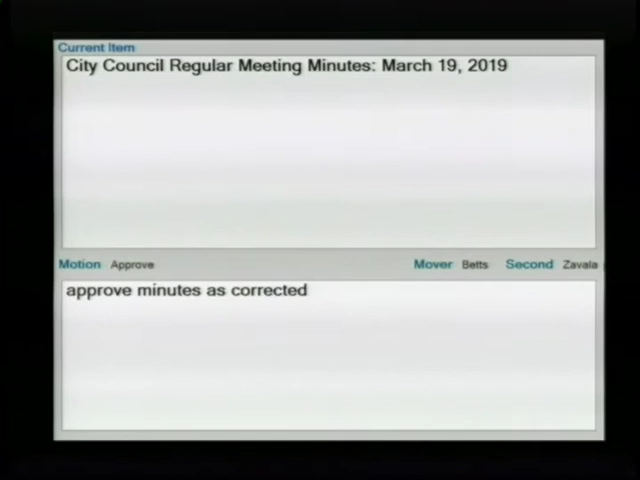 Current Item
City Council Regular Meeting Minutes: March 19, 2019
Motion Approve Mover Betts Second Zavala
approve minutes as corrected